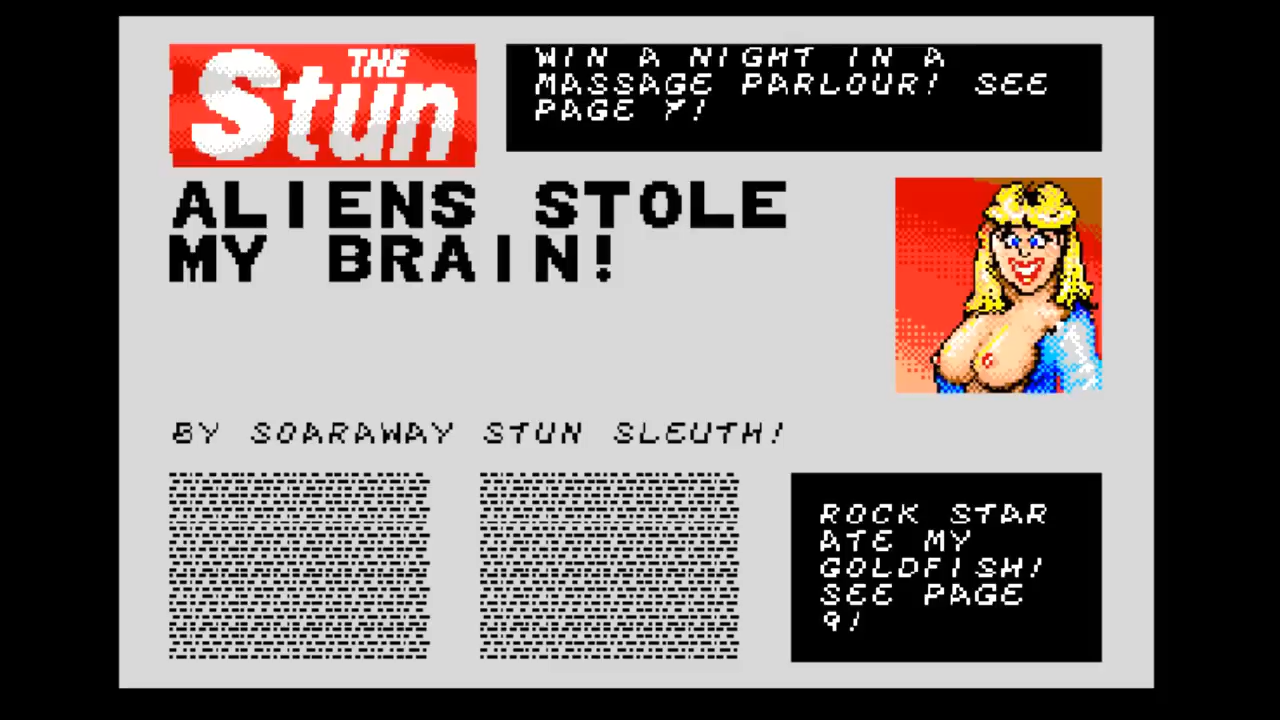 THE
Stun
WIN A NIGHT IN A
MASSAGE PARLOUR! SEE
PAGE 7!
ALIENS STOLE
MY BRAIN!
BY SOARAWAY STUN SLEUTH!
ROCK STAR
ATE MY
GOLDFISH!
SEE PAGE
9!